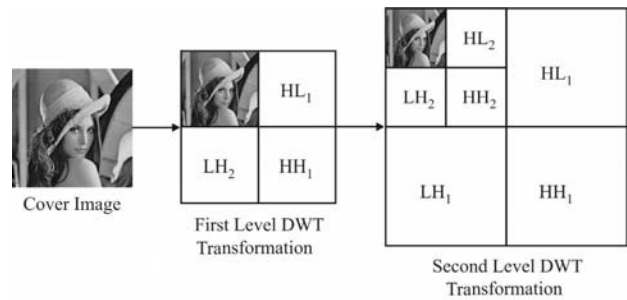 Cover Image
HL₁
LH₂
HH₁
First Level DWT
Transformation
HL₂
LH₂
HH₂
HL₁
LH₁
HH₁
Second Level DWT
Transformation